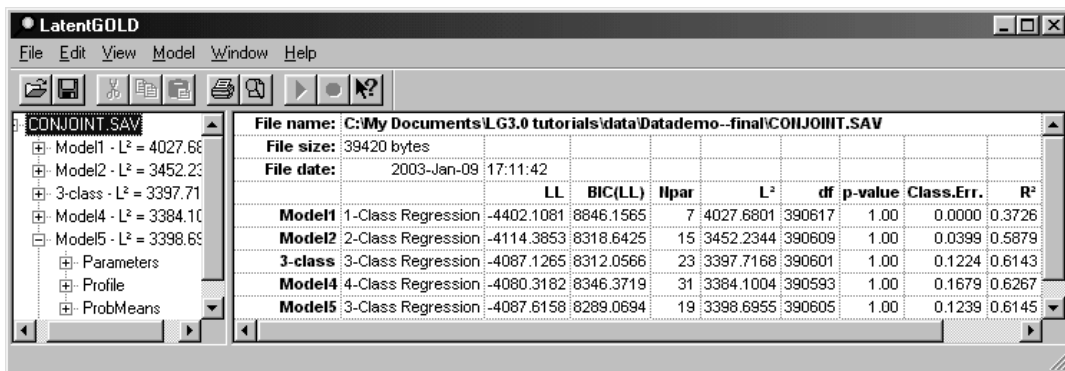 LatentGOLD
File Edit View Model Window Help
CONJOINT.SAV
Model1 - L² = 4027.68
Model2 - L² = 3452.23
3-class - L² = 3397.71
Model4 - L² = 3384.10
Model5 - L² = 3398.69
Parameters
Profile
ProbMeans
File name: C:\My Documents\LG3.0 tutorials\data\Datademo--final\CONJOINT.SAV
File size: 39420 bytes
File date: 2003-Jan-09 17:11:42
LL BIC(LL) Npar L² df p-value Class.Err. R²
Model1 1-Class Regression -4402.1081 8846.1565 7 4027.6801 390617 1.00 0.0000 0.3726
Model2 2-Class Regression -4114.3853 8318.6425 15 3452.2344 390609 1.00 0.0399 0.5879
3-class 3-Class Regression -4087.1265 8312.0566 23 3397.7168 390601 1.00 0.1224 0.6143
Model4 4-Class Regression -4080.3182 8346.3719 31 3384.1004 390593 1.00 0.1679 0.6267
Model5 3-Class Regression -4087.6158 8289.0694 19 3398.6955 390605 1.00 0.1239 0.6145